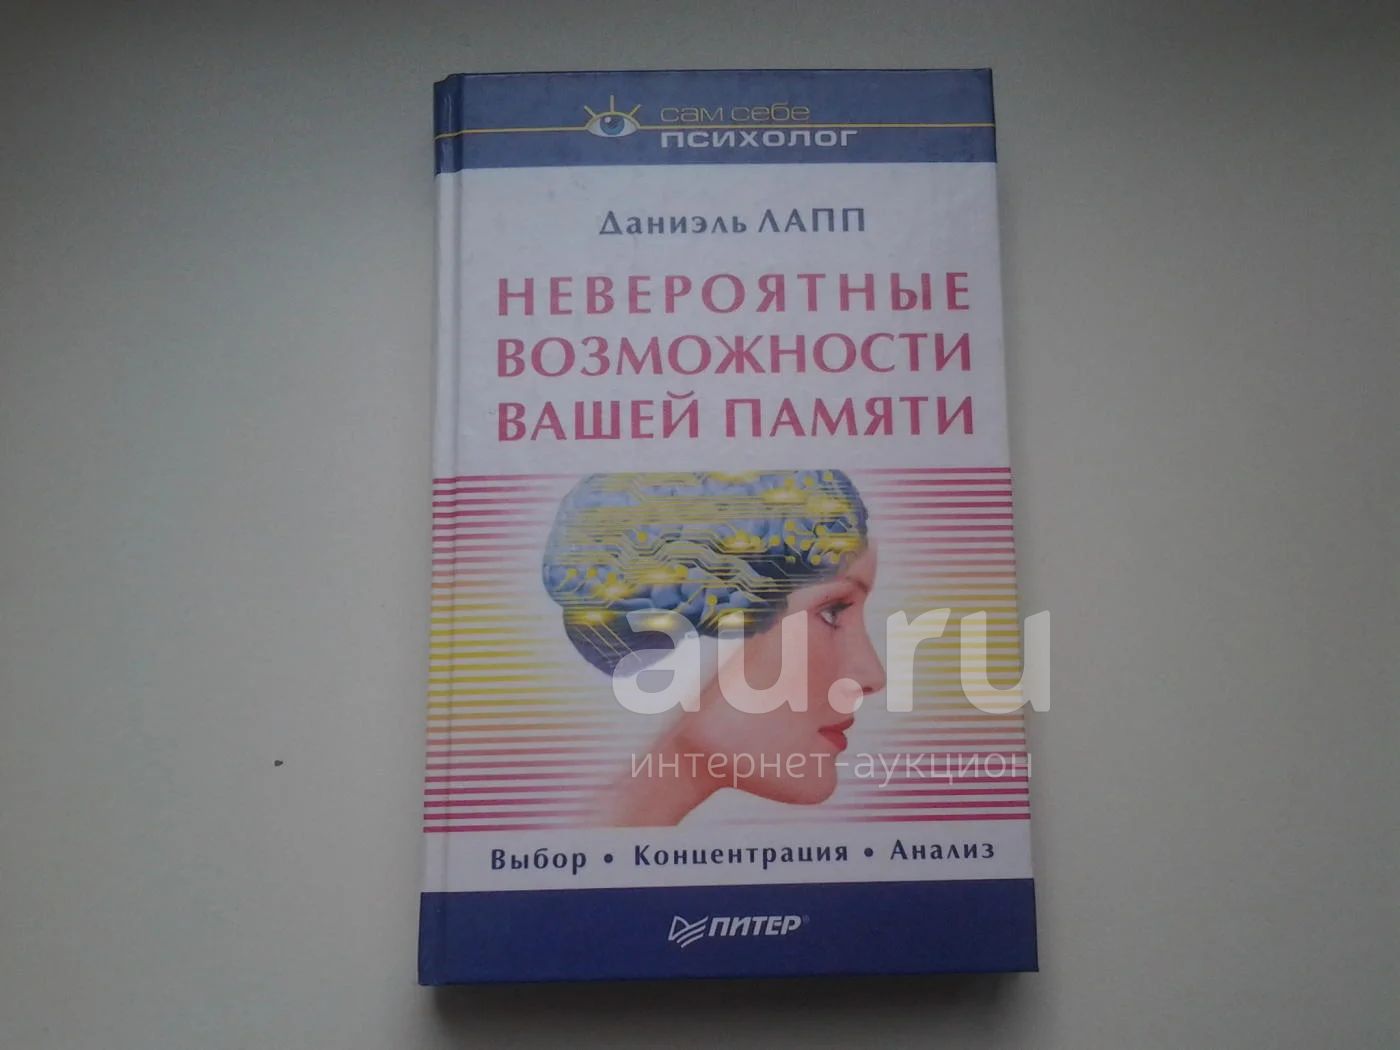 сам себе
ПСИХОЛОГ
Даниэль ЛАПП
НЕВЕРОЯТНЫЕ
ВОЗМОЖНОСТИ
ВАШЕЙ ПАМЯТИ
au.ru
интернет-аукцион
Выбор • Концентрация • Анализ
ПИТЕР®